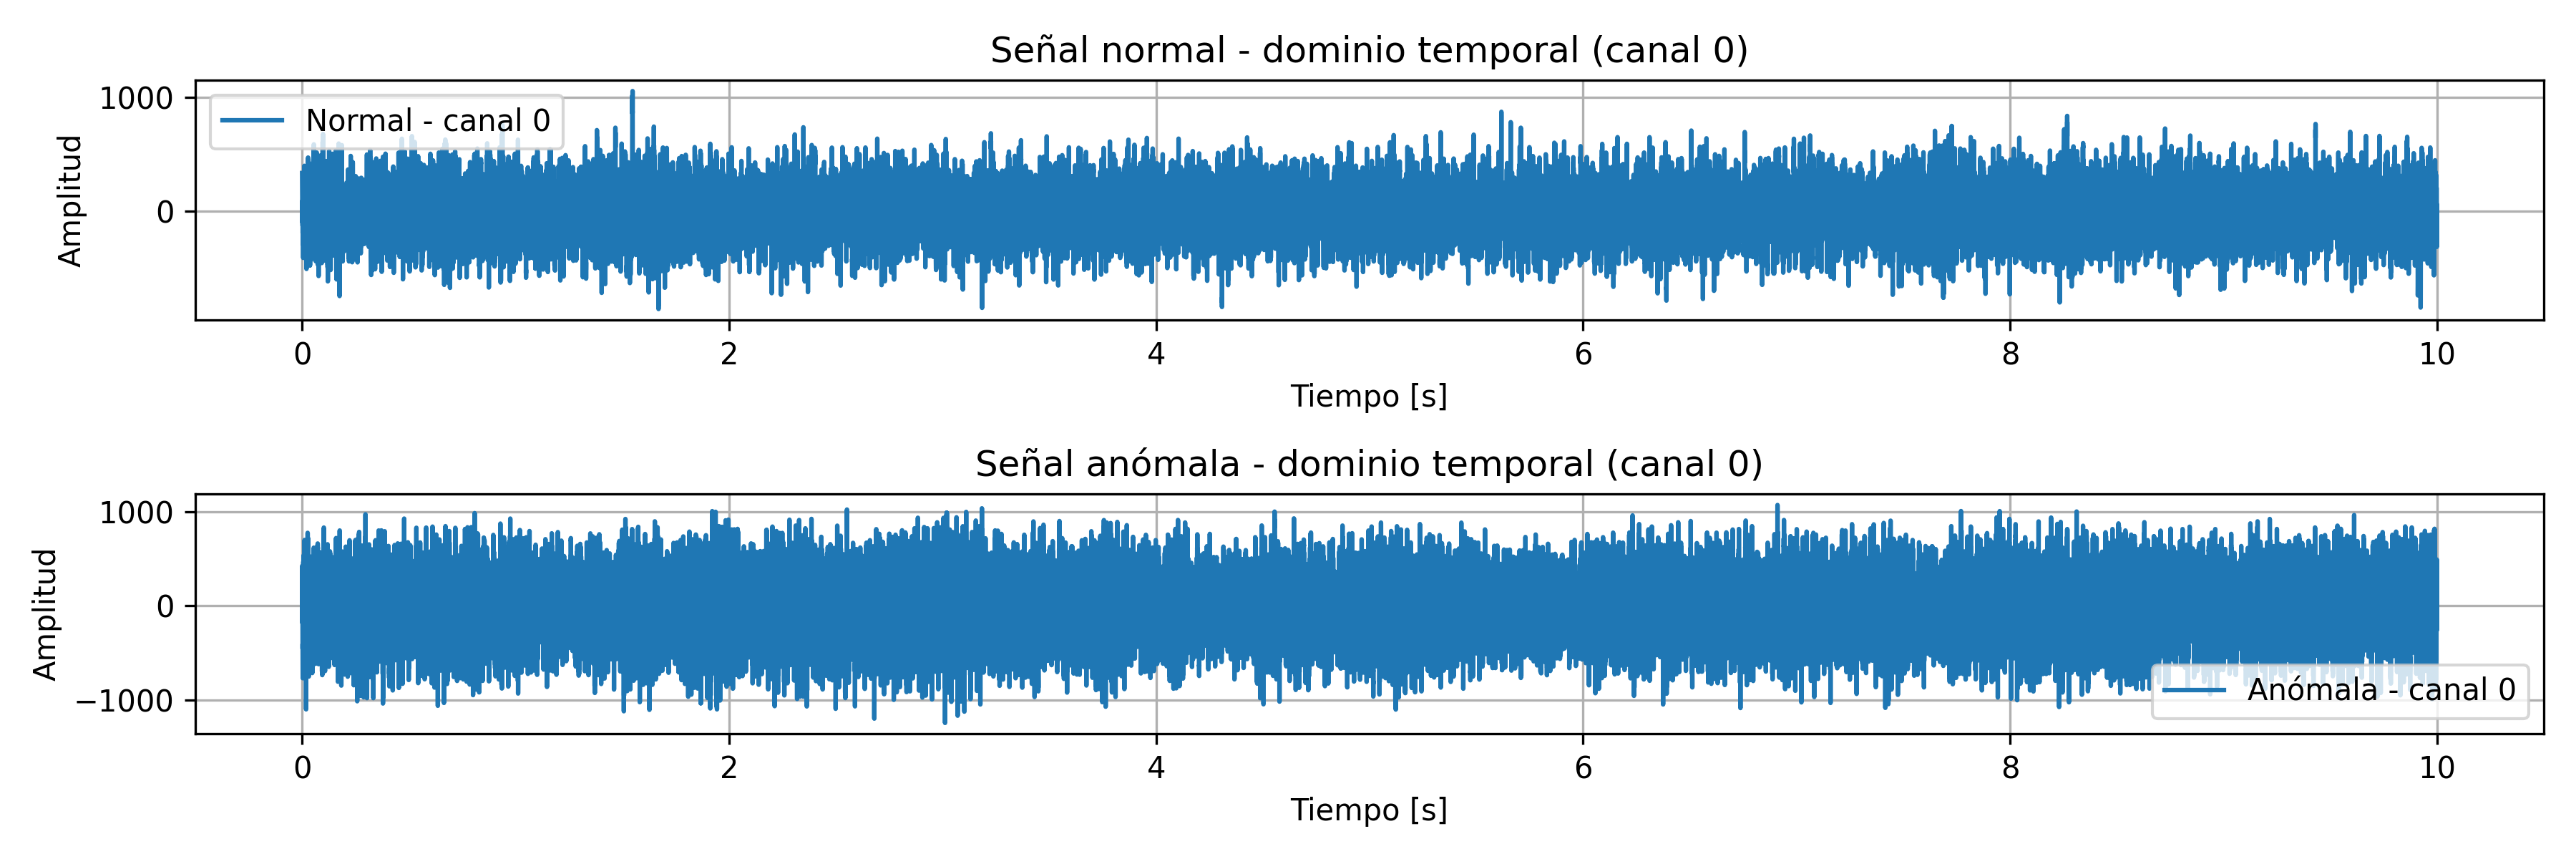 Señal normal - dominio temporal (canal 0)
1000
0
Amplitud
Normal - canal 0
0 2 4 6 8 10
Tiempo [s]
Señal anómala - dominio temporal (canal 0)
1000
0
−1000
Amplitud
Anómala - canal 0
0 2 4 6 8 10
Tiempo [s]